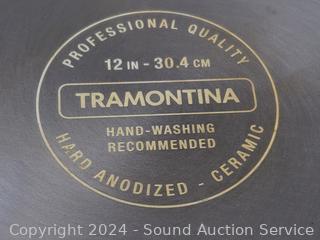 PROFESSIONAL QUALITY
12 IN - 30.4 CM
TRAMONTINA
HAND-WASHING
RECOMMENDED
HARD ANODIZED - CERAMIC
Copyright 2024 - Sound Auction Service